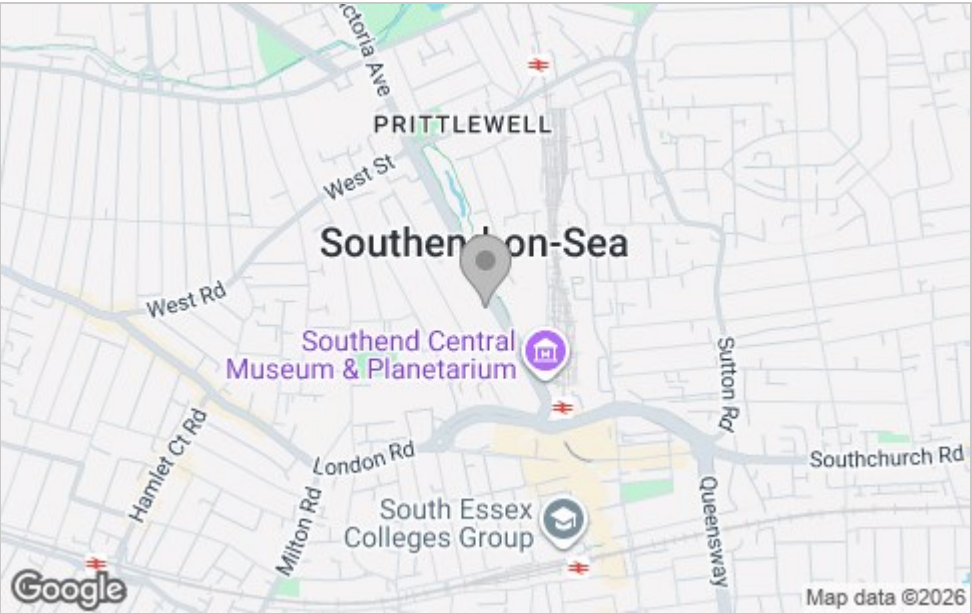 ctoria Ave
PRITTLEWELL
West St
Southen on-Sea
West Rd
Southend Central
Museum & Planetarium
Sutton Rd
Hamlet Ct Rd
London Rd
Southchurch Rd
Milton Rd
South Essex
Colleges Group
Queensway
Google
Map data ©2026